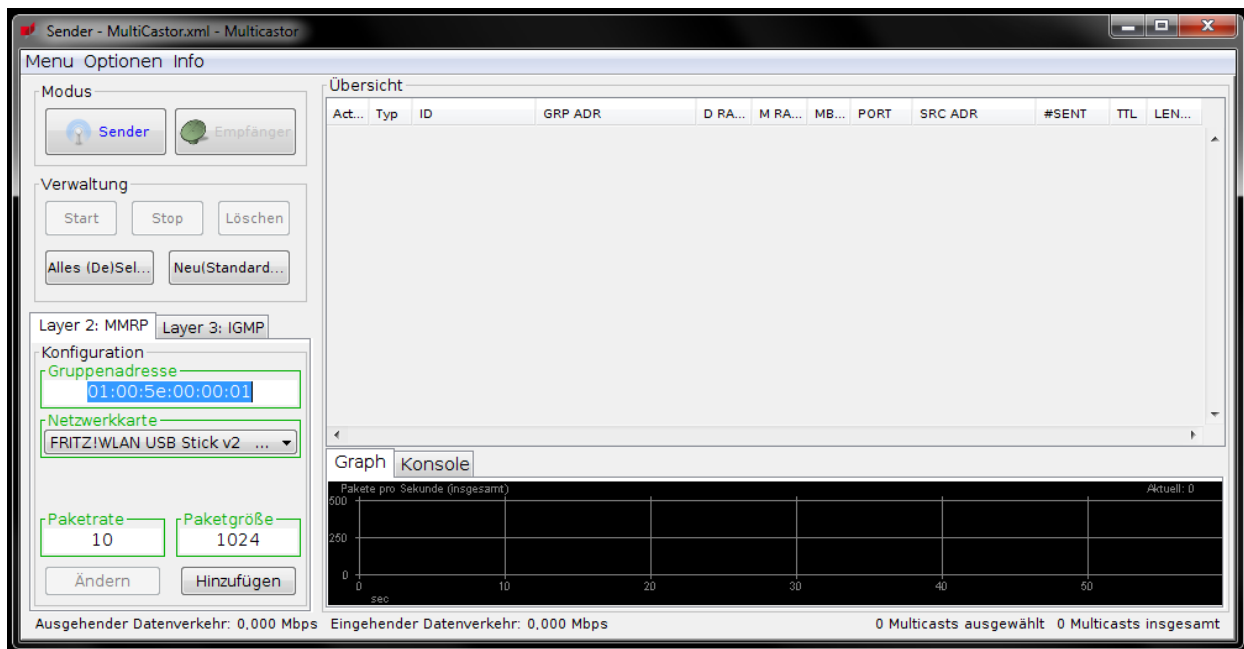 Sender - MultiCastor.xml - Multicastor
Menu Optionen Info
Modus
Sender Empfänger
Verwaltung
Start Stop Löschen
Alles (De)Sel... Neu(Standard...
Layer 2: MMRP Layer 3: IGMP
Konfiguration
Gruppenadresse
01:00:5e:00:00:01
Netzwerkkarte
FRITZ!WLAN USB Stick v2 ...
Paketrate Paketgröße
10 1024
Ändern Hinzufügen
Übersicht
Act... Typ ID GRP ADR D RA... M RA... MB... PORT SRC ADR #SENT TTL LEN...
Graph Konsole
Pakete pro Sekunde (insgesamt) Aktuell: 0
500
250
0
0 10 20 30 40 50
sec
Ausgehender Datenverkehr: 0,000 Mbps Eingehender Datenverkehr: 0,000 Mbps 0 Multicasts ausgewählt 0 Multicasts insgesamt